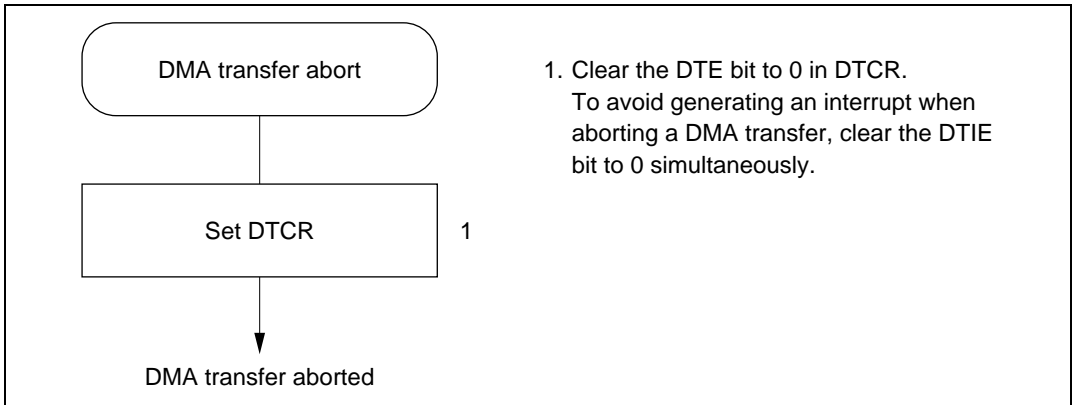 DMA transfer abort
Set DTCR
1
DMA transfer aborted
1. Clear the DTE bit to 0 in DTCR.
To avoid generating an interrupt when
aborting a DMA transfer, clear the DTIE
bit to 0 simultaneously.